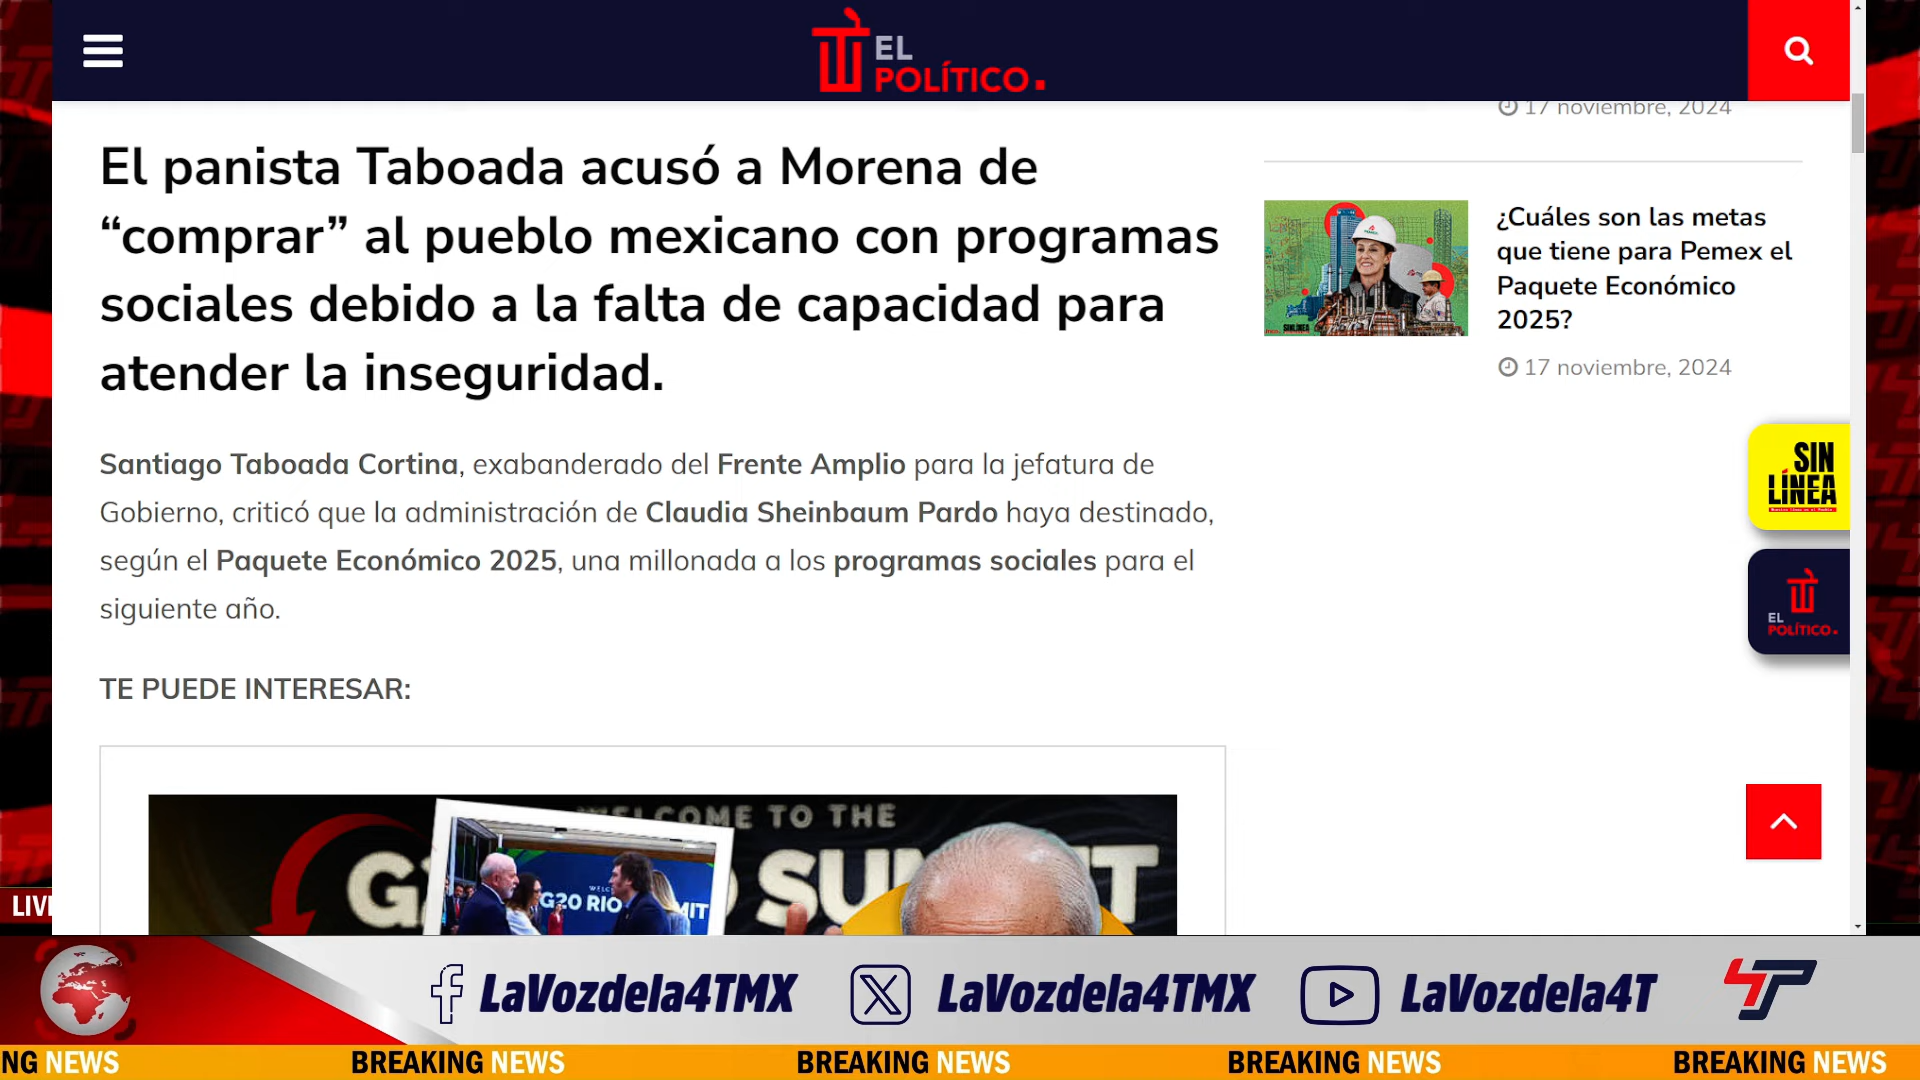 EL
POLÍTICO.
17 noviembre, 2024
El panista Taboada acusó a Morena de
“comprar” al pueblo mexicano con programas
sociales debido a la falta de capacidad para
atender la inseguridad.
Santiago Taboada Cortina, exabanderado del Frente Amplio para la jefatura de
Gobierno, criticó que la administración de Claudia Sheinbaum Pardo haya destinado,
según el Paquete Económico 2025, una millonada a los programas sociales para el
siguiente año.
TE PUEDE INTERESAR:
¿Cuáles son las metas
que tiene para Pemex el
Paquete Económico
2025?
17 noviembre, 2024
SIN
LÍNEA
EL
POLÍTICO.
WELCOME TO THE
G20 RIO
LIV
LaVozdela4TMX
LaVozdela4TMX
LaVozdela4T
NG NEWS BREAKING NEWS BREAKING NEWS BREAKING NEWS BREAKING NEWS